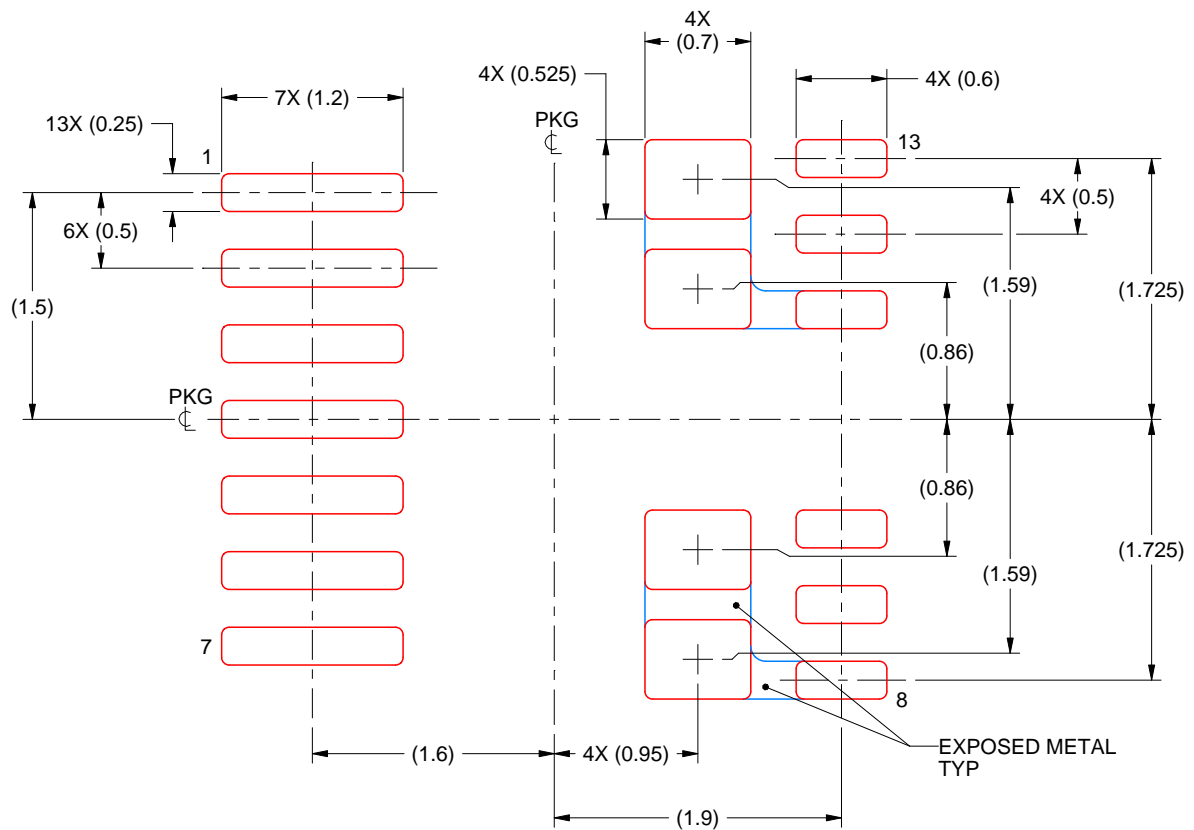 4X
(0.7)
4X (0.525)
4X (0.6)
7X (1.2)
13X (0.25)
PKG
1
13
4X (0.5)
6X (0.5)
(1.59)
(1.725)
(1.5)
(0.86)
PKG
(0.86)
(1.725)
(1.59)
7
8
EXPOSED METAL
TYP
(1.6)
4X (0.95)
(1.9)